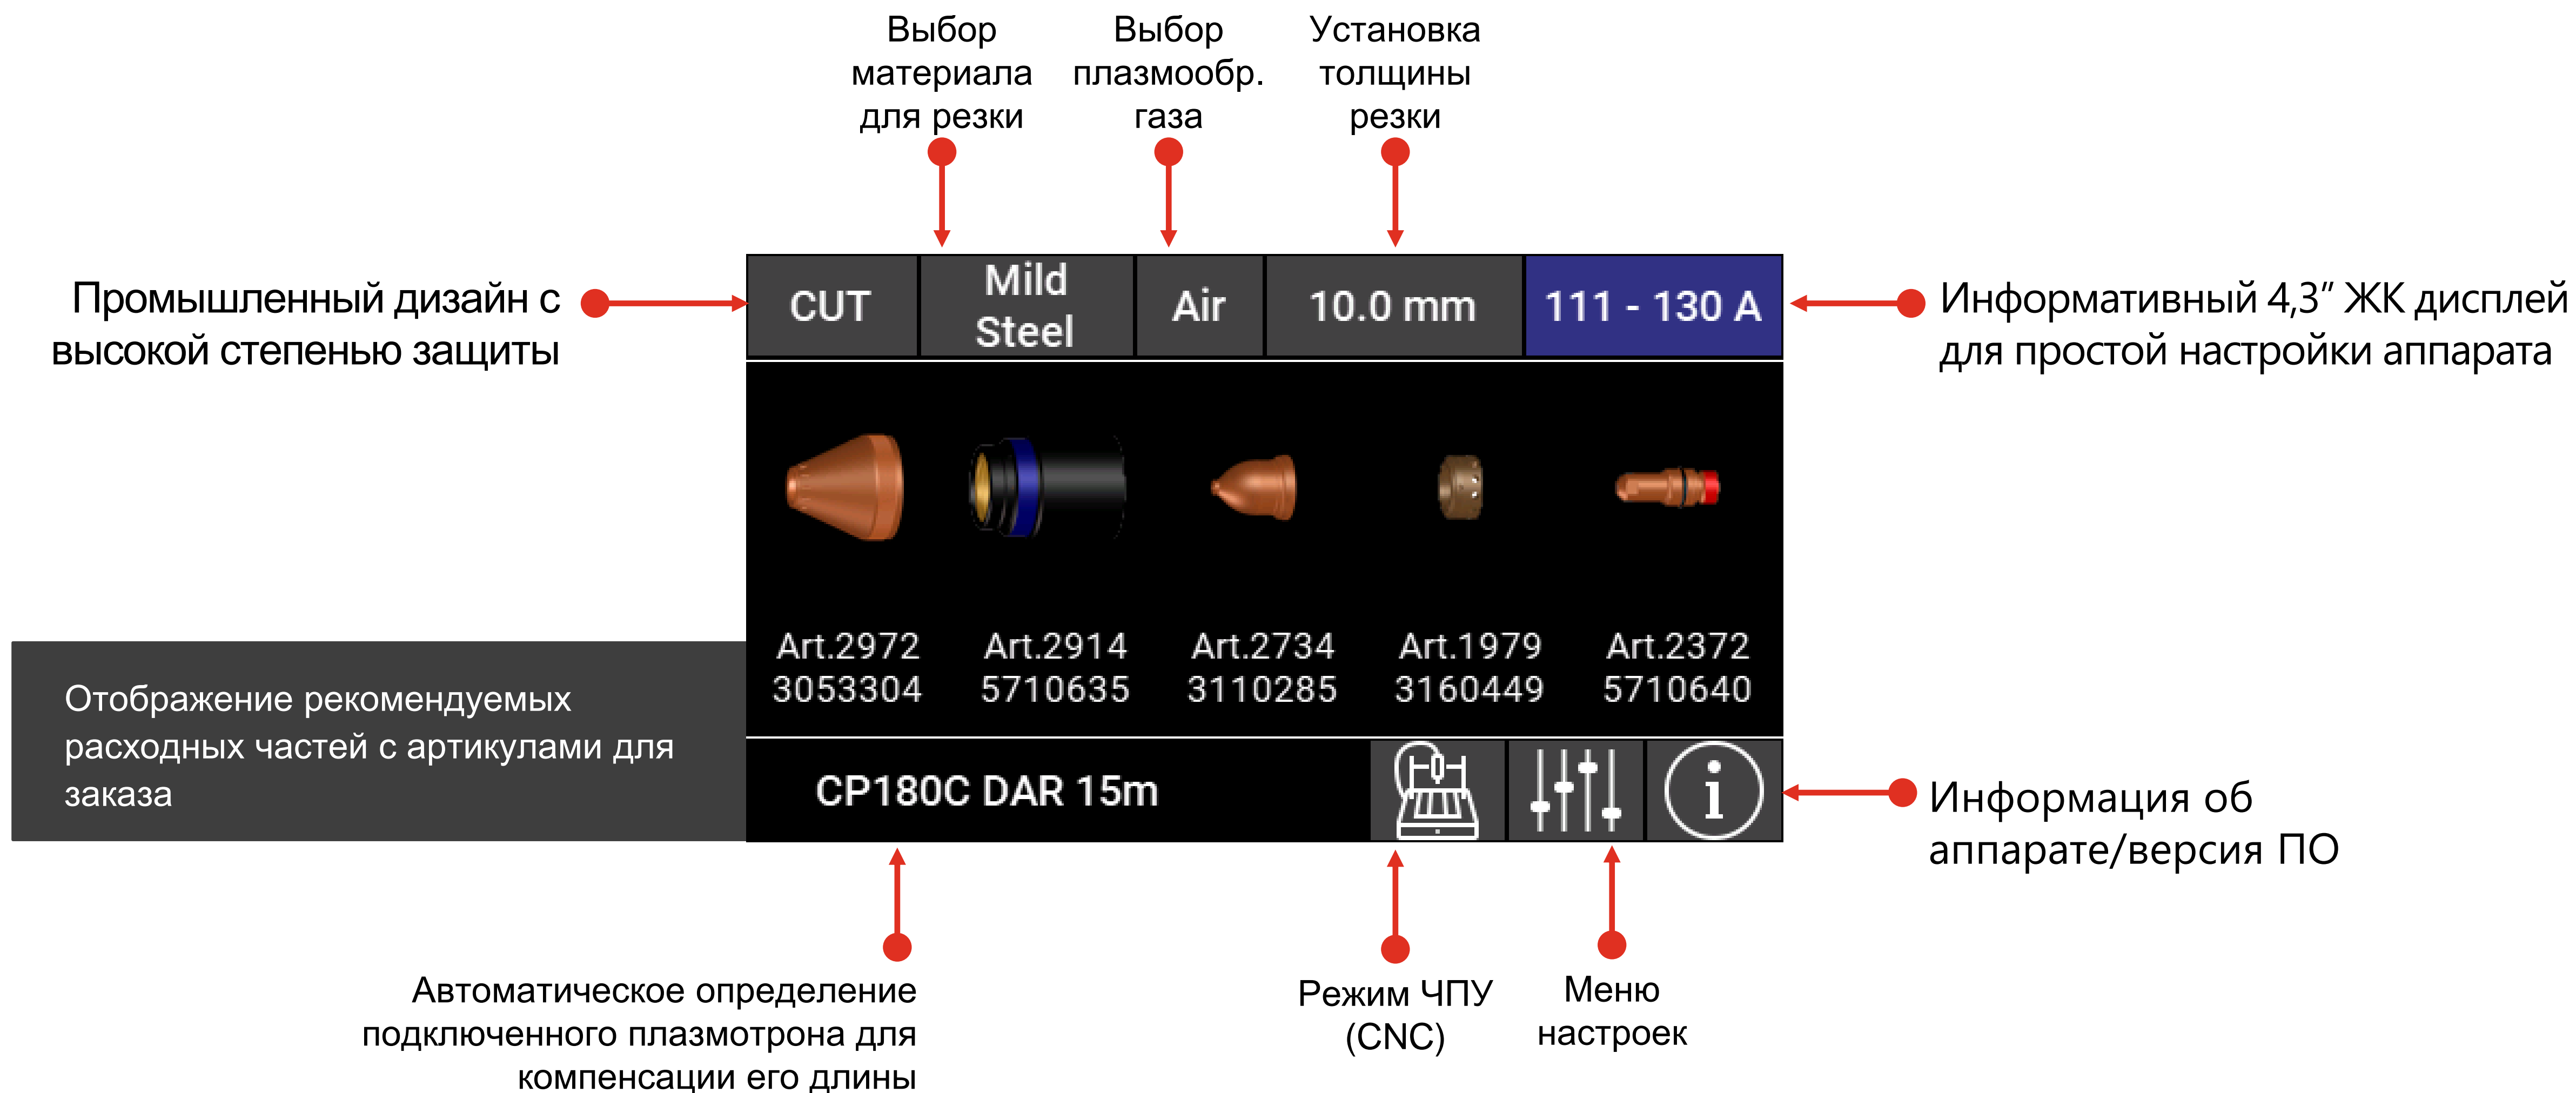 Выбор
материала
для резки
Выбор
плазмообр.
газа
Установка
толщины
резки
Промышленный дизайн с
высокой степенью защиты
CUT
Mild
Steel
Air
10.0 mm
111 - 130 A
Информативный 4,3” ЖК дисплей
для простой настройки аппарата
Art.2972
3053304
Art.2914
5710635
Art.2734
3110285
Art.1979
3160449
Art.2372
5710640
Отображение рекомендуемых
расходных частей с артикулами для
заказа
CP180C DAR 15m
i
Информация об
аппарате/версия ПО
Автоматическое определение
подключенного плазмотрона для
компенсации его длины
Режим ЧПУ
(CNC)
Меню
настроек